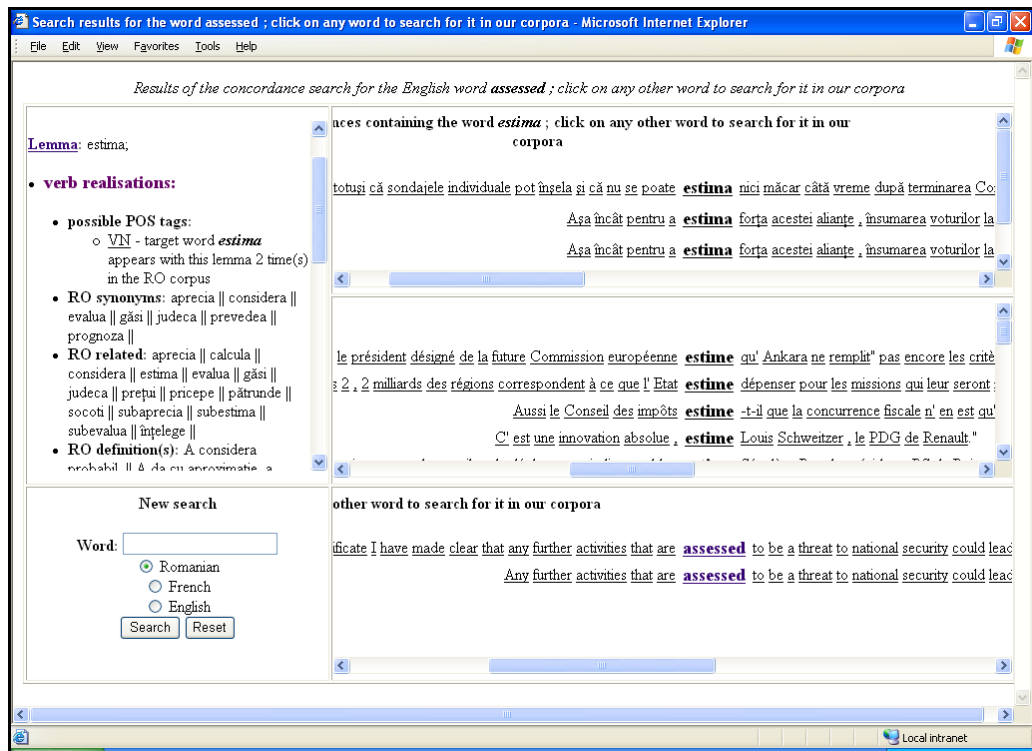 Search results for the word assessed ; click on any word to search for it in our corpora - Microsoft Internet Explorer
File Edit View Favorites Tools Help
Results of the concordance search for the English word assessed ; click on any other word to search for it in our corpora
Lemma: estima;
verb realisations:
possible POS tags:
VN - target word estima
appears with this lemma 2 time(s)
in the RO corpus
RO synonyms: aprecia || considera ||
evalua || găsi || judeca || prevedea ||
prognoza ||
RO related: aprecia || calcula ||
considera || estima || evalua || găsi ||
judeca || prețui || pricepe || pătrunde ||
socoti || subaprecia || subestima ||
subevalua || înțelege ||
RO definition(s): A considera
probabil. || A da cu aproximație, a
nces containing the word estima ; click on any other word to search for it in our
corpora
totuși că sondajele individuale pot înșela și că nu se poate estima nici măcar câtă vreme după terminarea Co
Așa încât pentru a estima forța acestei alianțe , însumarea voturilor la
Așa încât pentru a estima forța acestei alianțe , însumarea voturilor la
le président désigné de la future Commission européenne estime qu' Ankara ne remplit" pas encore les critè
s 2 , 2 milliards des régions correspondent à ce que l' Etat estime dépenser pour les missions qui leur seront
Aussi le Conseil des impôts estime -t-il que la concurrence fiscale n' en est qu'
C' est une innovation absolue , estime Louis Schweitzer , le PDG de Renault."
New search
Word:
Romanian
French
English
Search Reset
other word to search for it in our corpora
ificate I have made clear that any further activities that are assessed to be a threat to national security could lead
Any further activities that are assessed to be a threat to national security could lead
Local intranet